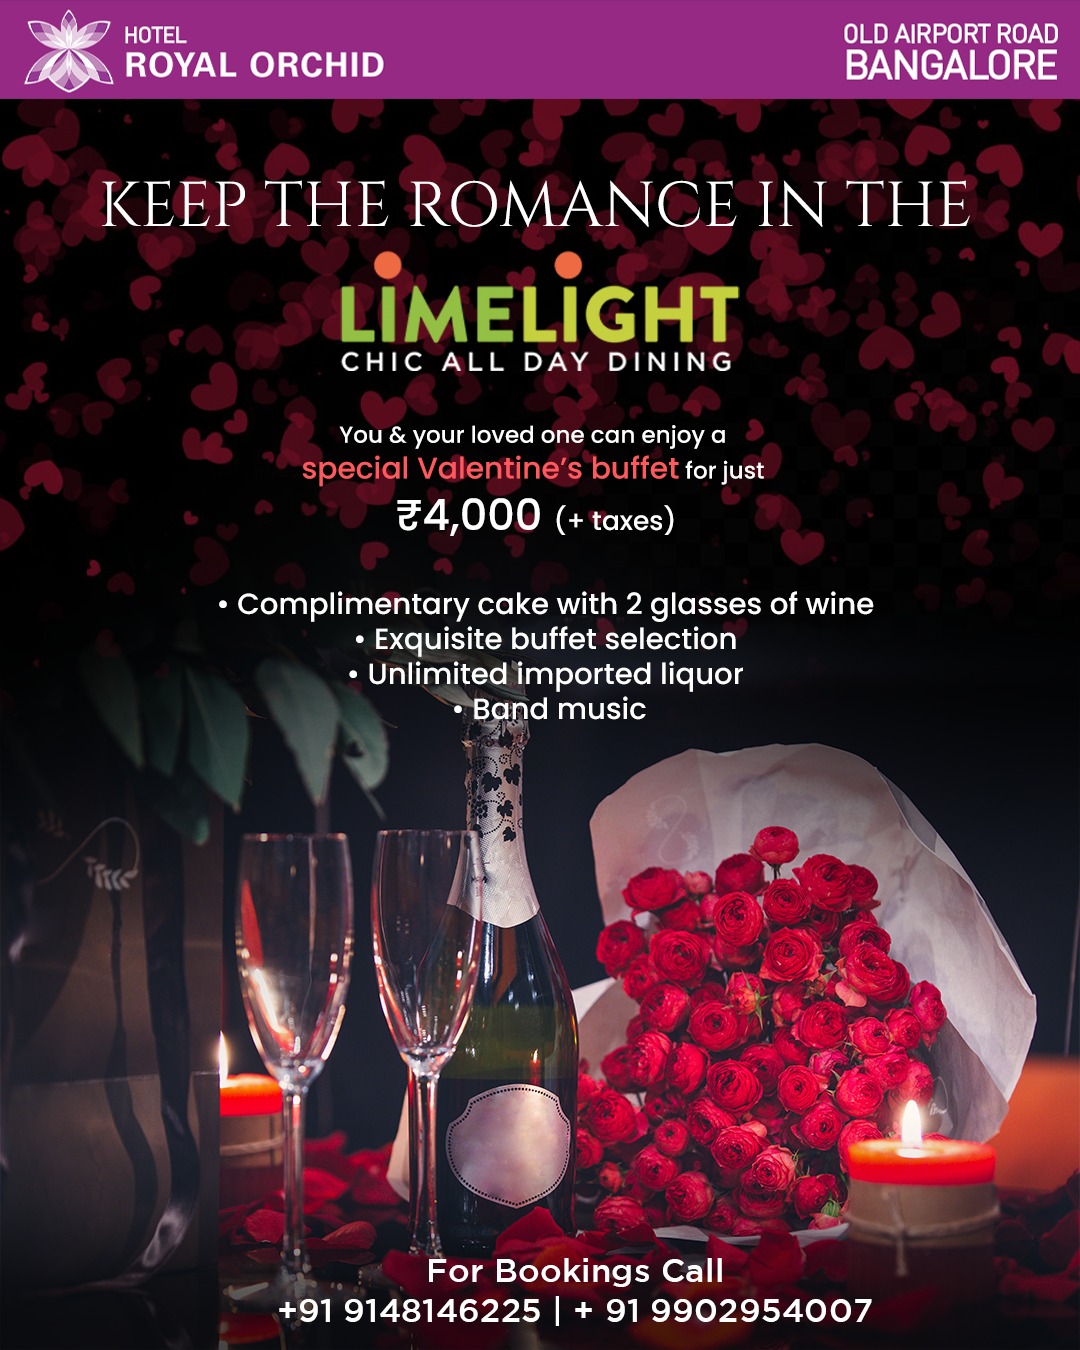 HOTEL
ROYAL ORCHID
OLD AIRPORT ROAD
BANGALORE
KEEP THE ROMANCE IN THE
LIMELIGHT
CHIC ALL DAY DINING
You & your loved one can enjoy a
special Valentine's buffet for just
₹4,000 (+ taxes)
• Complimentary cake with 2 glasses of wine
• Exquisite buffet selection
• Unlimited imported liquor
• Band music
For Bookings Call
+91 9148146225 | + 91 9902954007